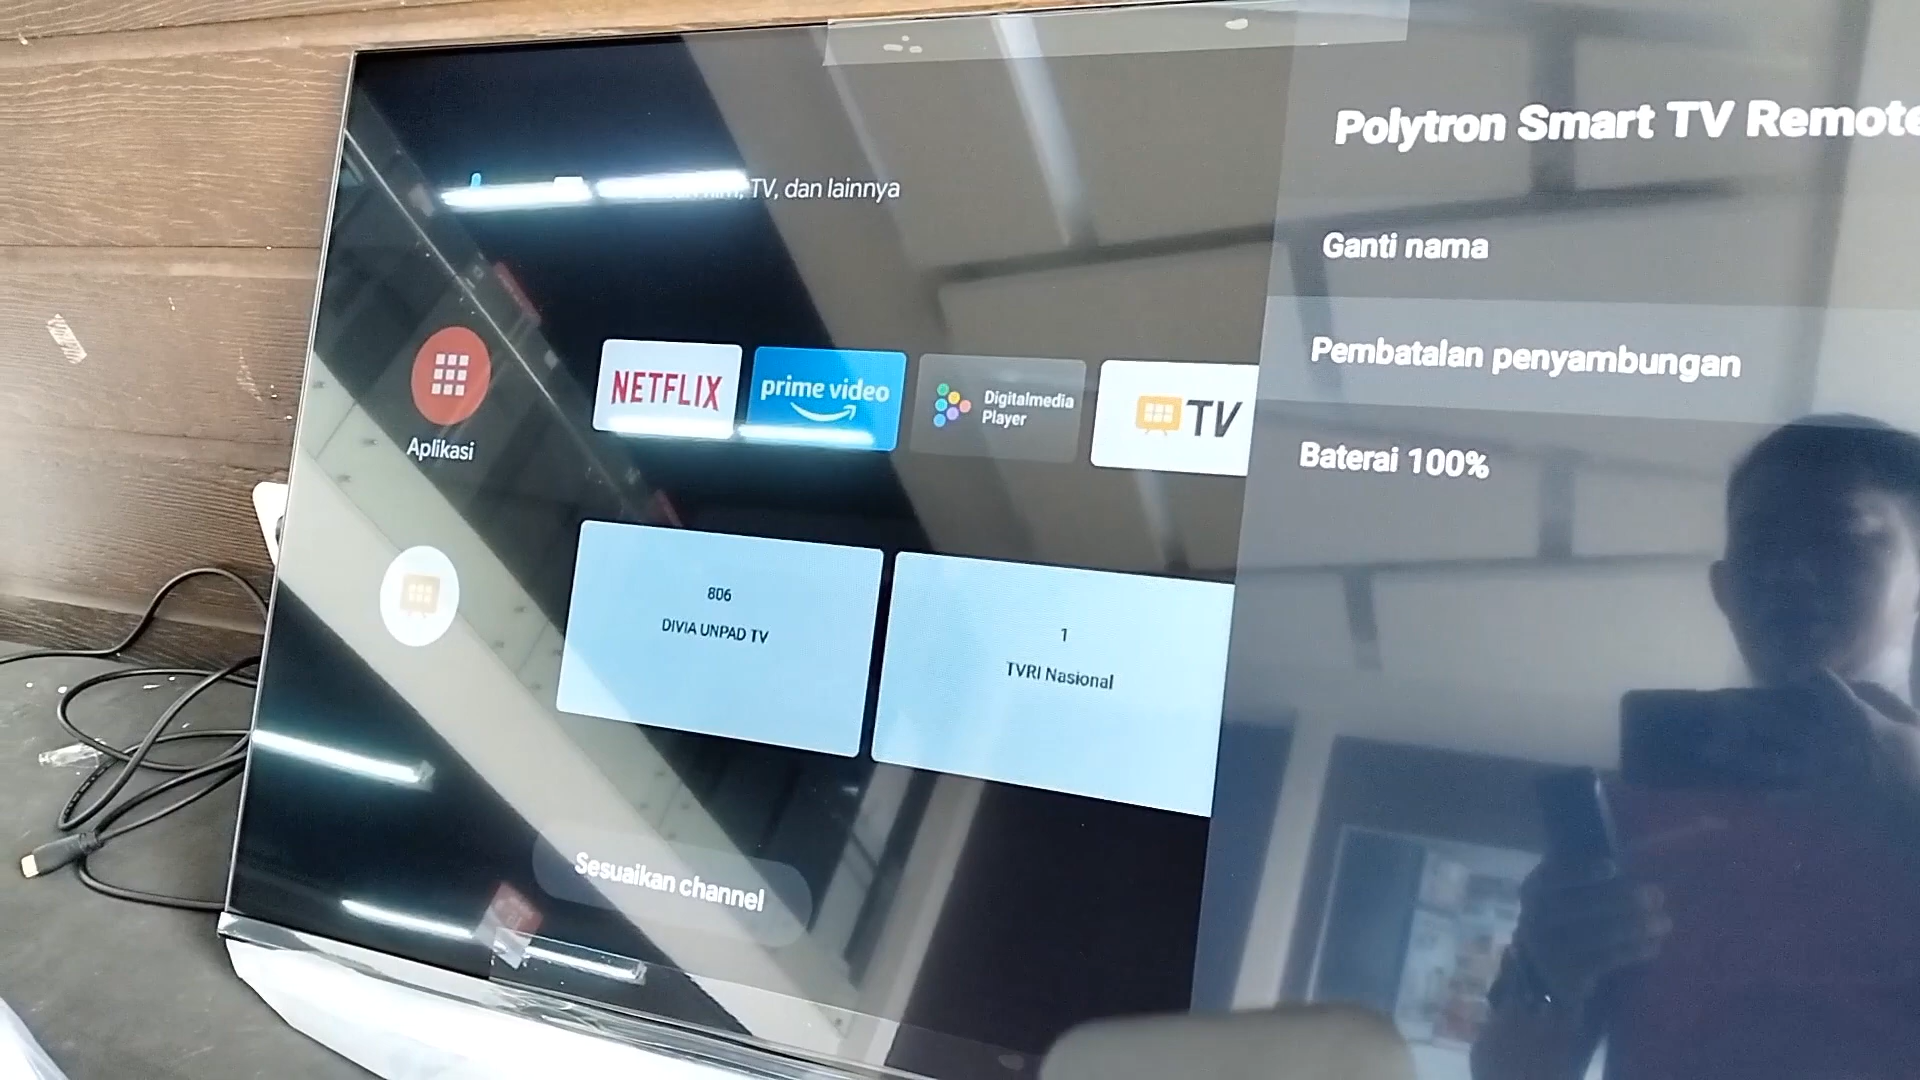 TV, dan lainnya
Polytron Smart TV Remote
Ganti nama
Pembatalan penyambungan
Baterai 100%
Aplikasi
NETFLIX
prime video
Digitalmedia
Player
TV
806
DIVIA UNPAD TV
1
TVRI Nasional
Sesuaikan channel